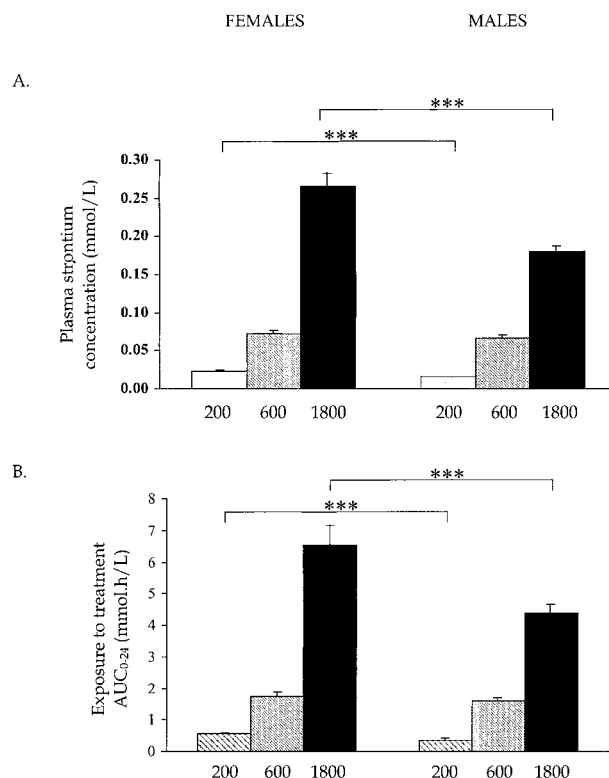 FEMALES MALES
A.
***
***
Plasma strontium
concentration (mmol/L)
0.30
0.25
0.20
0.15
0.10
0.05
0.00
200 600 1800 200 600 1800
B.
***
***
Exposure to treatment
AUC0-24 (mmol.h/L)
8
7
6
5
4
3
2
1
0
200 600 1800 200 600 1800